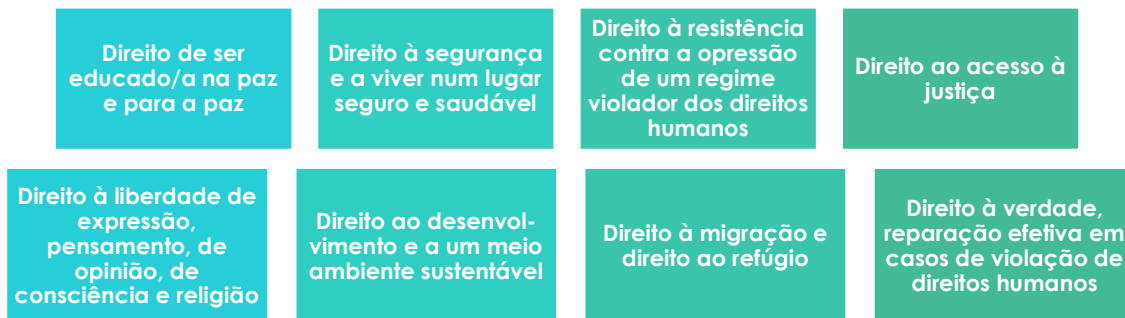 Direito de ser
educado/a na paz
e para a paz
Direito à segurança
e a viver num lugar
seguro e saudável
Direito à resistência
contra a opressão
de um regime
violador dos direitos
humanos
Direito ao acesso à
justiça
Direito à liberdade de
expressão,
pensamento, de
opinião, de
consciência e religião
Direito ao desenvol-
vimento e a um meio
ambiente sustentável
Direito à migração e
direito ao refúgio
Direito à verdade,
reparação efetiva em
casos de violação de
direitos humanos